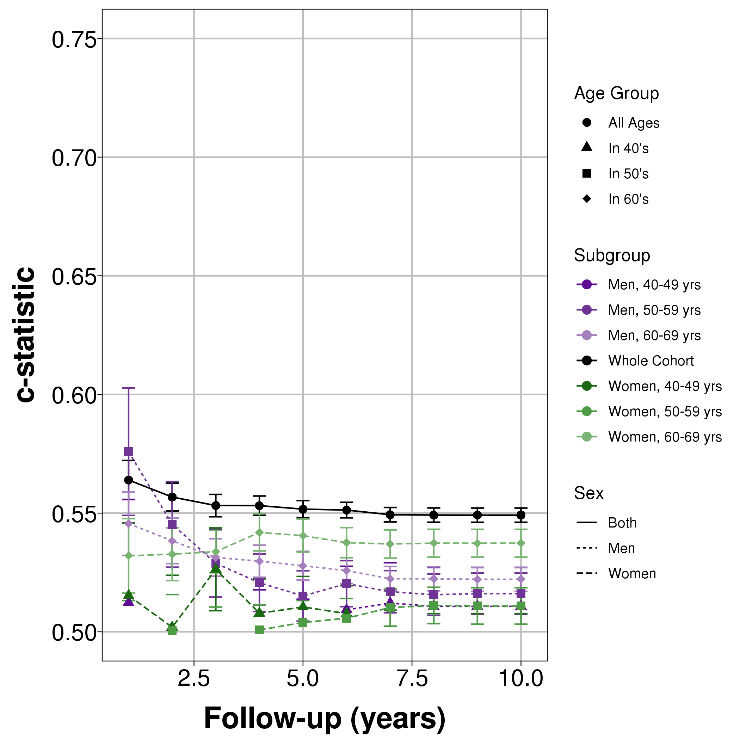 0.75
0.70
0.65
0.60
0.55
0.50
c-statistic
2.5 5.0 7.5 10.0
Follow-up (years)
Age Group
All Ages
In 40's
In 50's
In 60's
Subgroup
Men, 40-49 yrs
Men, 50-59 yrs
Men, 60-69 yrs
Whole Cohort
Women, 40-49 yrs
Women, 50-59 yrs
Women, 60-69 yrs
Sex
Both
Men
Women